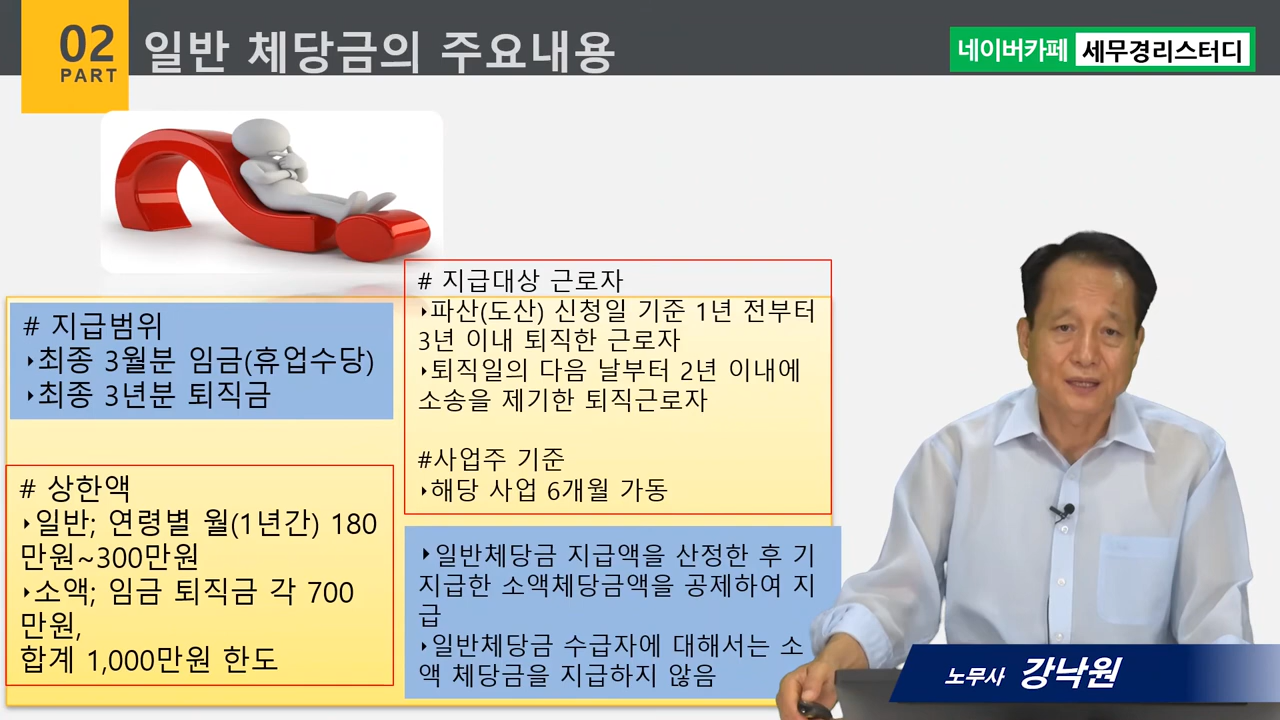 02
PART
일반 체당금의 주요내용
네이버카페 세무경리스터디
# 지급범위
‣최종 3월분 임금(휴업수당)
‣최종 3년분 퇴직금
# 상한액
‣일반; 연령별 월(1년간) 180
만원~300만원
‣소액; 임금 퇴직금 각 700
만원,
합계 1,000만원 한도
# 지급대상 근로자
‣파산(도산) 신청일 기준 1년 전부터
3년 이내 퇴직한 근로자
‣퇴직일의 다음 날부터 2년 이내에
소송을 제기한 퇴직근로자
#사업주 기준
‣해당 사업 6개월 가동
‣일반체당금 지급액을 산정한 후 기
지급한 소액체당금액을 공제하여 지
급
‣일반체당금 수급자에 대해서는 소
액 체당금을 지급하지 않음
노무사 강낙원